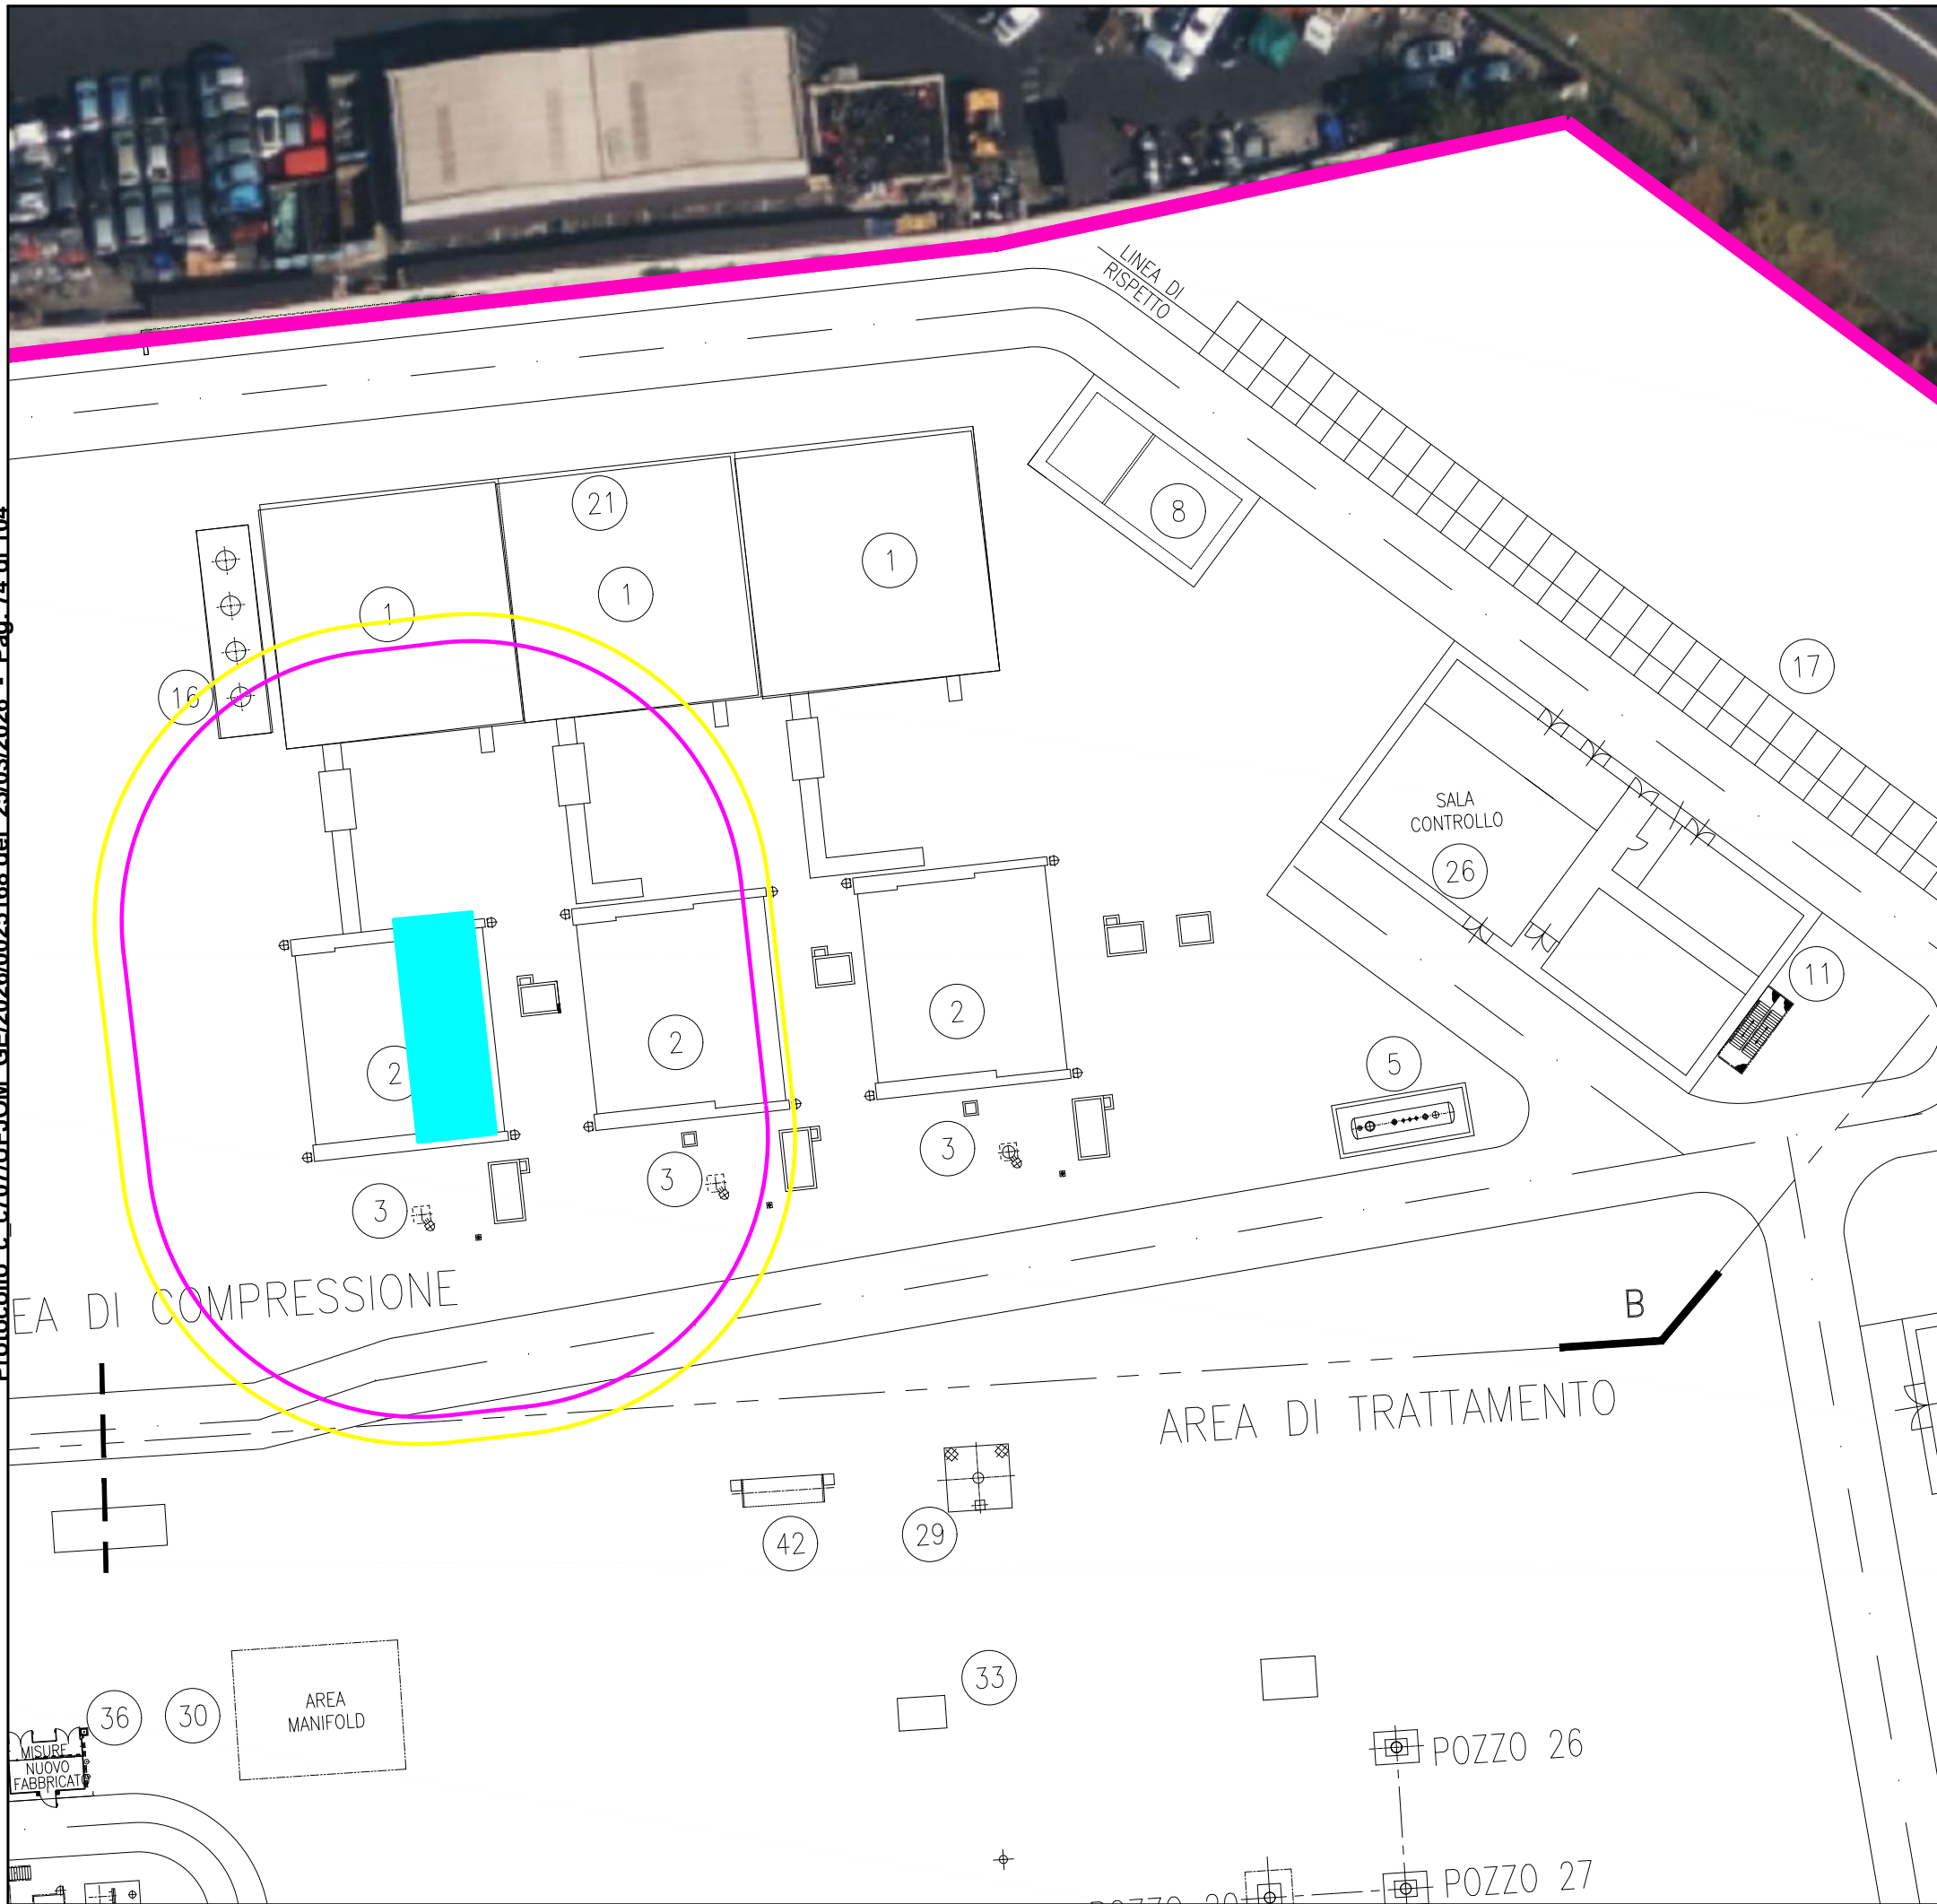 LINEA DI
RISPETTO
21
8
1
1
1
16
17
SALA
CONTROLLO
26
11
2
2
2
5
3
3
3
EA DI COMPRESSIONE
B
AREA DI TRATTAMENTO
42
29
33
36
30
AREA
MANIFOLD
MISURE
NUOVO
FABBRICATO
POZZO 26
POZZO 27